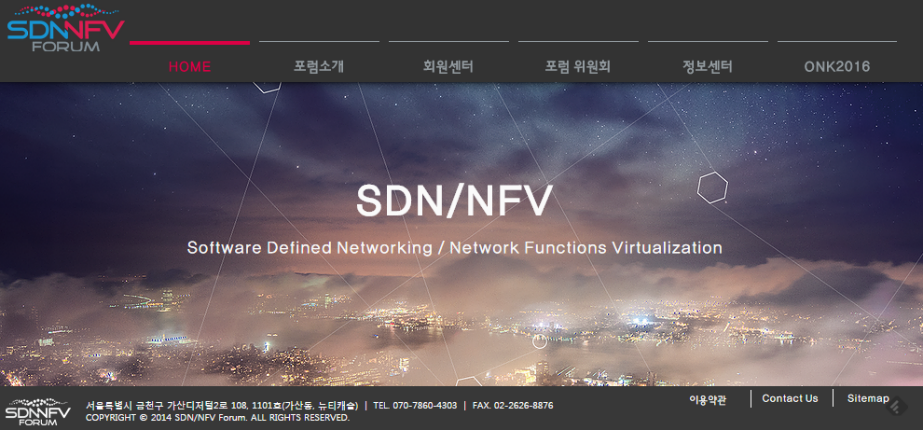 SDNNFV
FORUM
HOME
포럼소개
회원센터
포럼 위원회
정보센터
ONK2016
SDN/NFV
Software Defined Networking / Network Functions Virtualization
SDNNFV
FORUM
서울특별시 금천구 가산디지털2로 108, 1101호(가산동, 뉴티캐슬) | TEL. 070-7860-4303 | FAX. 02-2626-8876
COPYRIGHT © 2014 SDN/NFV Forum. ALL RIGHTS RESERVED.
이용약관 | Contact Us | Sitemap